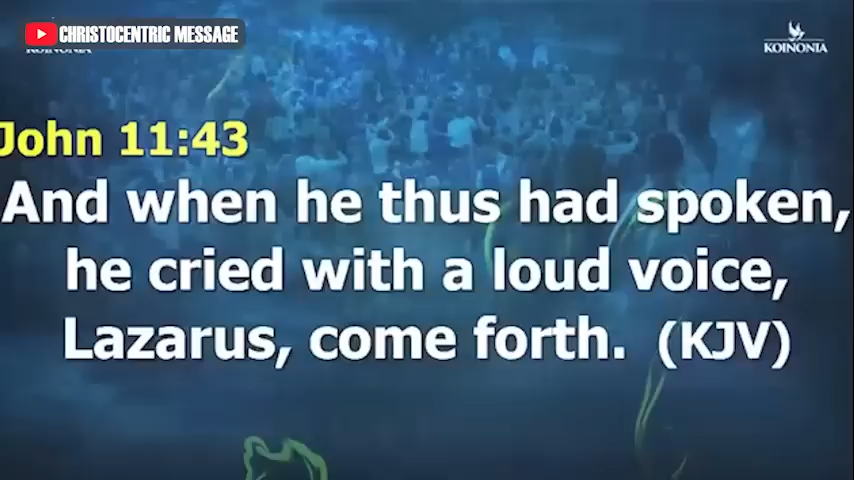 CHRISTOCENTRIC MESSAGE
KOINONIA
KOINONIA
John 11:43
And when he thus had spoken,
he cried with a loud voice,
Lazarus, come forth. (KJV)